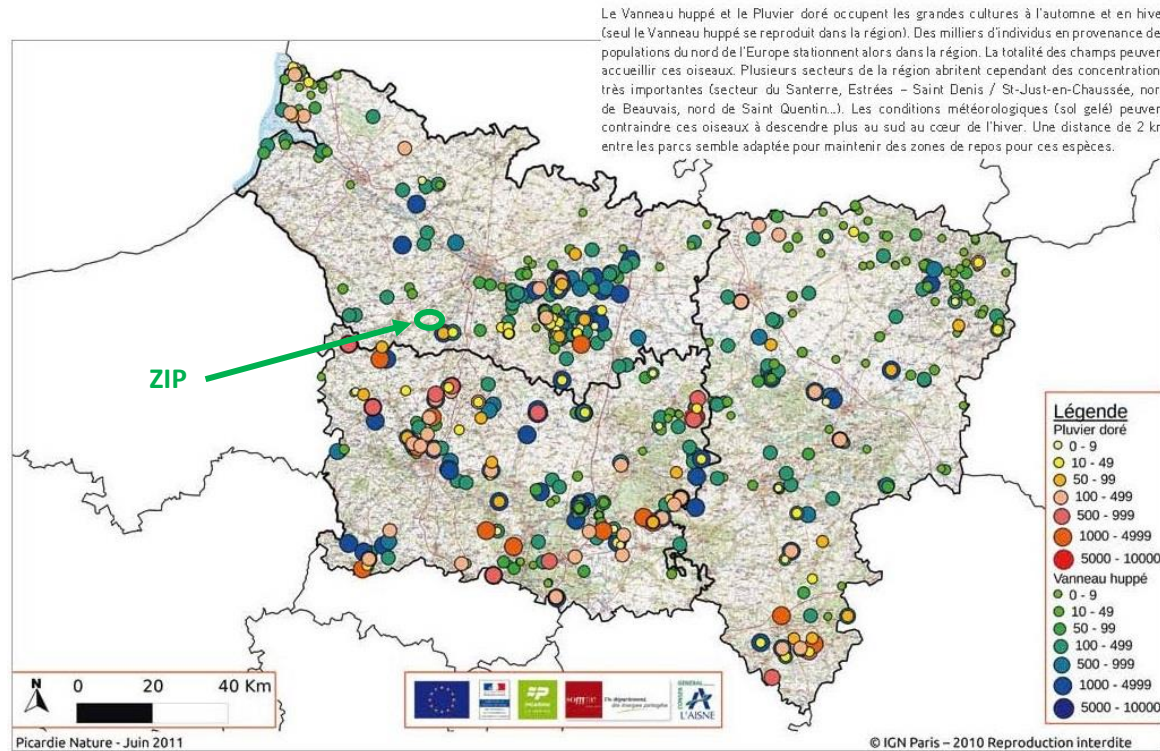 Le Vanneau huppé et le Pluvier doré occupent les grandes cultures à l'automne et en hive
(seul le Vanneau huppé se reproduit dans la région). Des milliers d'individus en provenance de
populations du nord de l'Europe stationnent alors dans la région. La totalité des champs peuven
accueillir ces oiseaux. Plusieurs secteurs de la région abritent cependant des concentration
très importantes (secteur du Santerre, Estrées – Saint Denis / St-Just-en-Chaussée, nor
de Beauvais, nord de Saint Quentin...). Les conditions météorologiques (sol gelé) peuven
contraindre ces oiseaux à descendre plus au sud au cœur de l'hiver. Une distance de 2 kr
entre les parcs semble adaptée pour maintenir des zones de repos pour ces espèces.
ZIP
Légende
Pluvier doré
0 - 9
10 - 49
50 - 99
100 - 499
500 - 999
1000 - 4999
5000 - 10000
Vanneau huppé
0 - 9
10 - 49
50 - 99
100 - 499
500 - 999
1000 - 4999
5000 - 10000
N
0 20 40 Km
PICARDIE
somme
CONSEIL GÉNÉRAL
L'AISNE
Picardie Nature - Juin 2011
© IGN Paris – 2010 Reproduction interdite